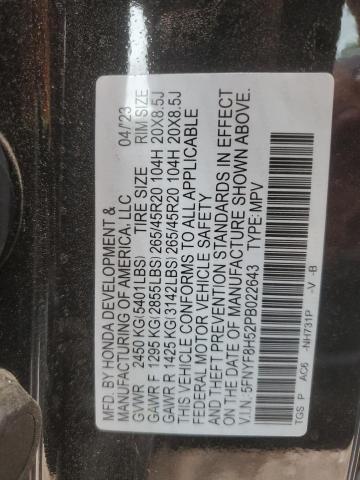 MFD. BY HONDA DEVELOPMENT &
MANUFACTURING OF AMERICA, LLC 04/23
GVWR 2450 KG(5401LBS) TIRE SIZE RIM SIZE
GAWR F 1295 KG(2855LBS)265/45R20 104H 20X8.5J
GAWR R 1425 KG(3142LBS)265/45R20 104H 20X8.5J
THIS VEHICLE CONFORMS TO ALL APPLICABLE
FEDERAL MOTOR VEHICLE SAFETY
AND THEFT PREVENTION STANDARDS IN EFFECT
ON THE DATE OF MANUFACTURE SHOWN ABOVE.
V.I.N.: 5FNYF8H52PB022643 TYPE: MPV
TGS P AC6 -NH731P -V -B